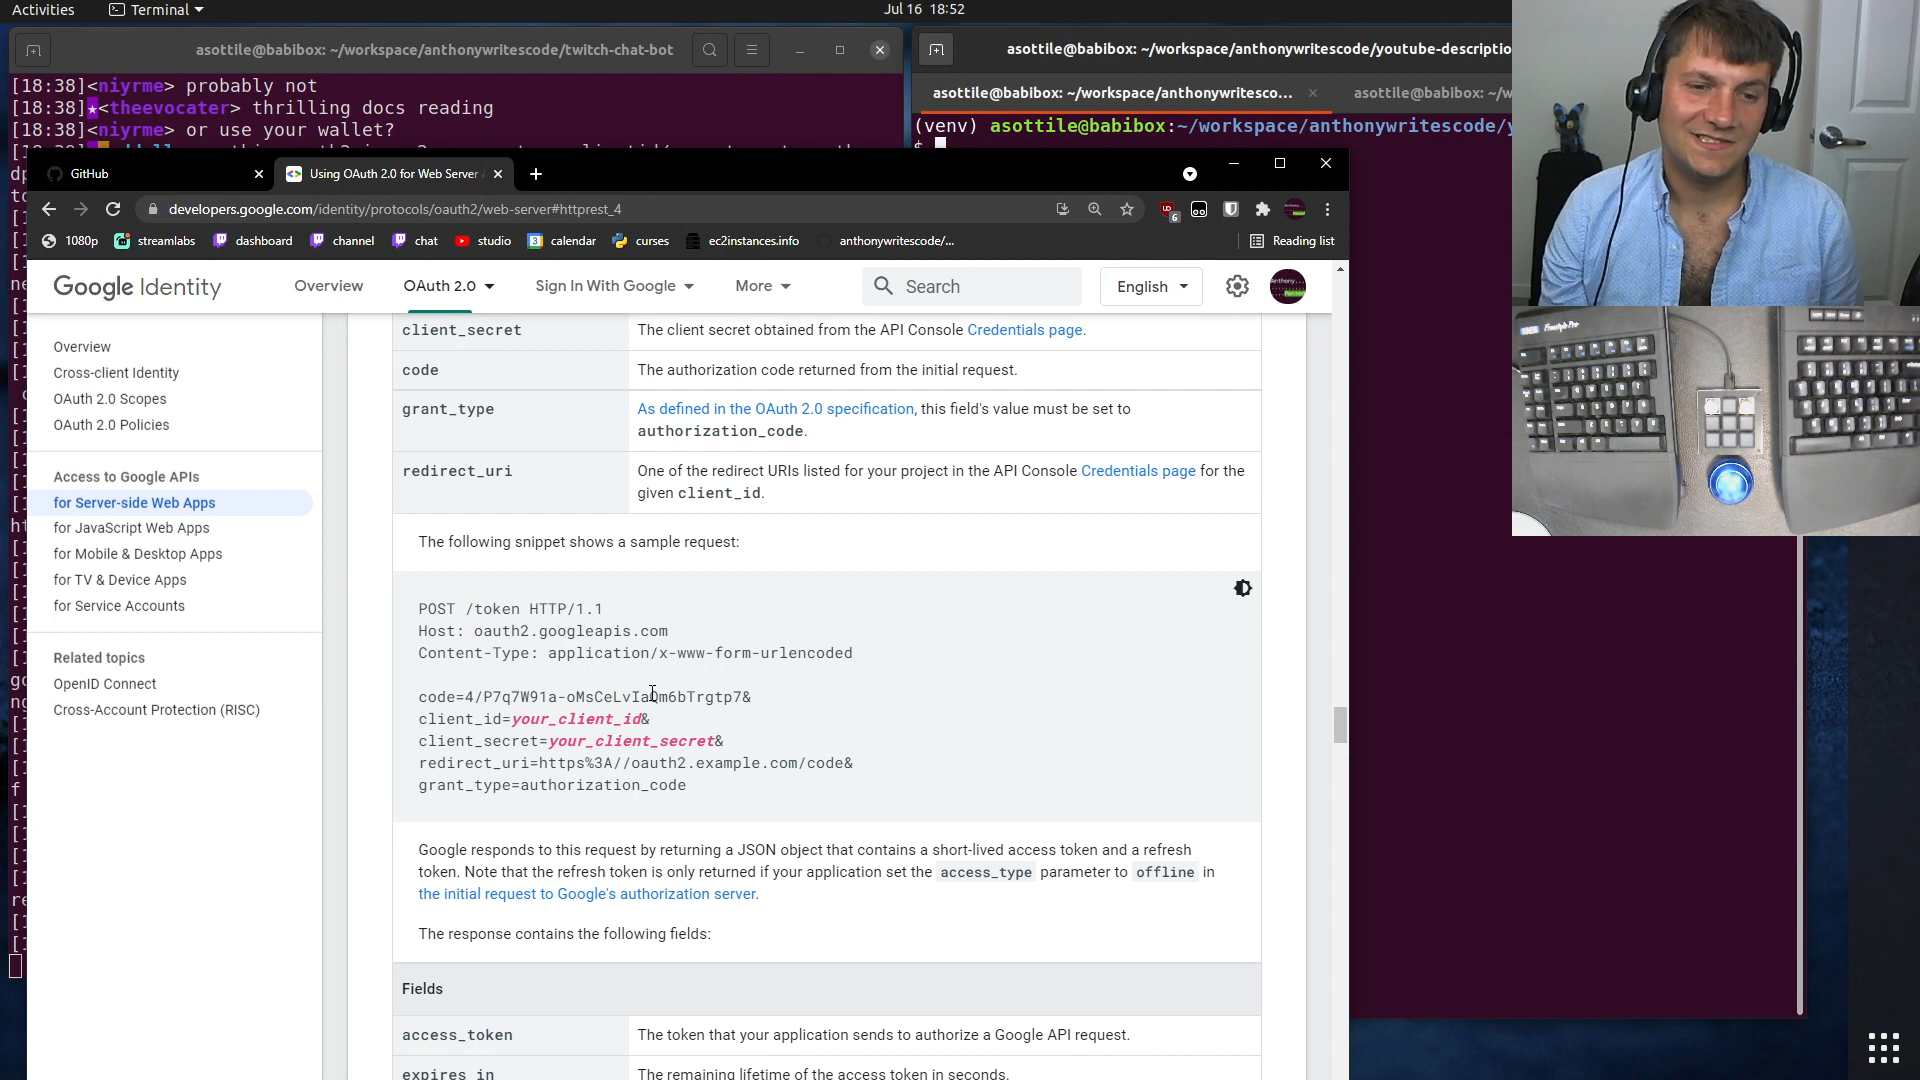 Activities
Terminal
Jul 16 18:52
asottile@babibox: ~/workspace/anthonywritescode/twitch-chat-bot
[18:38]<niyrme> probably not
[18:38]★<theevocater> thrilling docs reading
[18:38]<niyrme> or use your wallet?
asottile@babibox: ~/workspace/anthonywritescode/youtube-descriptio
asottile@babibox: ~/workspace/anthonywritesco...
asottile@babibox: ~/w
(venv) asottile@babibox:~/workspace/anthonywritescode/y
$
GitHub
Using OAuth 2.0 for Web Server
developers.google.com/identity/protocols/oauth2/web-server#httprest_4
6
1080p
streamlabs
dashboard
channel
chat
studio
calendar
curses
ec2instances.info
anthonywritescode/...
Reading list
Google Identity
Overview
OAuth 2.0
Sign In With Google
More
Search
English
Overview
Cross-client Identity
OAuth 2.0 Scopes
OAuth 2.0 Policies
Access to Google APIs
for Server-side Web Apps
for JavaScript Web Apps
for Mobile & Desktop Apps
for TV & Device Apps
for Service Accounts
Related topics
OpenID Connect
Cross-Account Protection (RISC)
client_secret The client secret obtained from the API Console Credentials page.
code The authorization code returned from the initial request.
grant_type As defined in the OAuth 2.0 specification, this field's value must be set to
authorization_code.
redirect_uri One of the redirect URIs listed for your project in the API Console Credentials page for the
given client_id.
The following snippet shows a sample request:
POST /token HTTP/1.1
Host: oauth2.googleapis.com
Content-Type: application/x-www-form-urlencoded
code=4/P7q7W91a-oMsCeLvIaQm6bTrgtp7&
client_id=your_client_id&
client_secret=your_client_secret&
redirect_uri=https%3A//oauth2.example.com/code&
grant_type=authorization_code
Google responds to this request by returning a JSON object that contains a short-lived access token and a refresh
token. Note that the refresh token is only returned if your application set the access_type parameter to offline in
the initial request to Google's authorization server.
The response contains the following fields:
Fields
access_token The token that your application sends to authorize a Google API request.
expires_in The remaining lifetime of the access token in seconds.